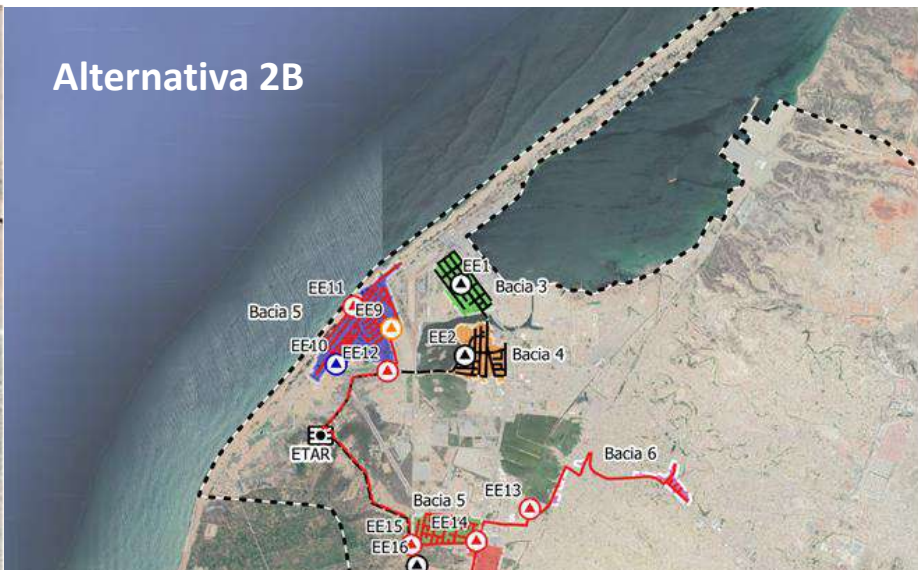 Alternativa 2B
EE1
EE11
Bacia 3
Bacia 5
EE9
EE2
EE10
EE12
Bacia 4
ETAR
Bacia 6
EE13
Bacia 5
EE15
EE14
EE16